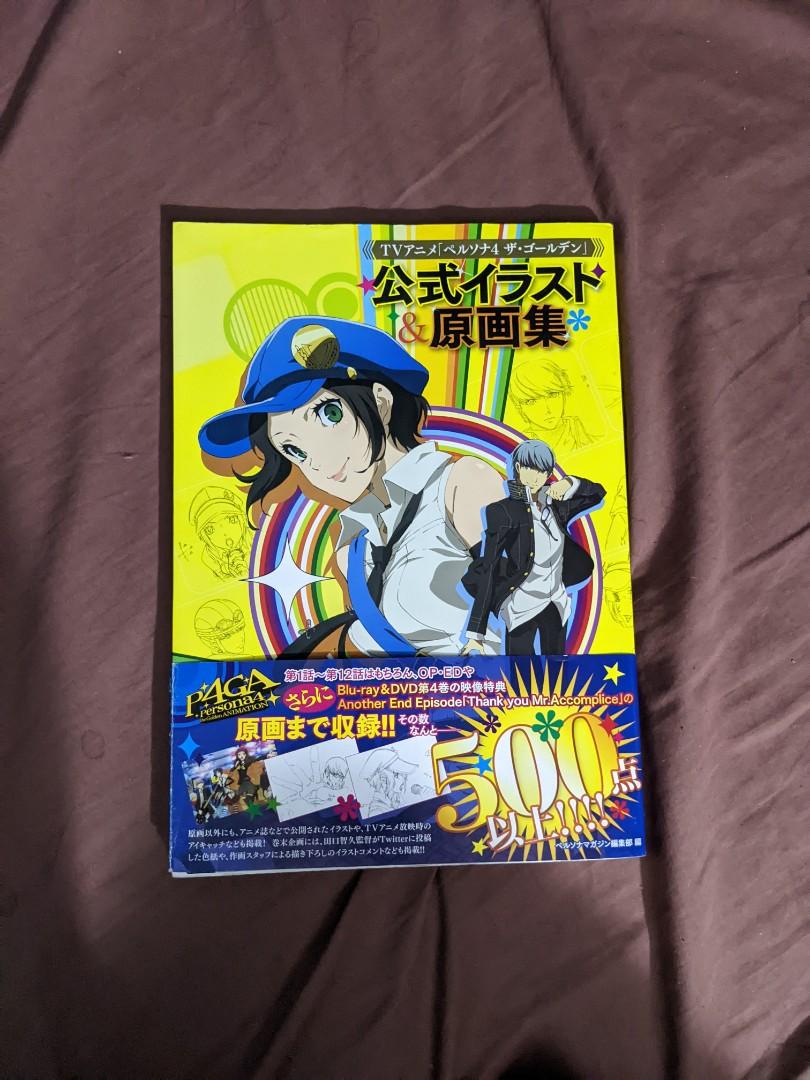 TVアニメ「ペルソナ4 ザ・ゴールデン」
公式イラスト
&原画集
P4GA
Persona4
the Golden ANIMATION
第1話～第12話はもちろん、OP・EDや
さらに
Blu-ray&DVD第4巻の映像特典
Another End Episode「Thank you Mr.Accomplice」の
原画まで収録!!
その数
なんと
500点
以上!!!!
原画以外にも、アニメ誌などで公開されたイラストや、TVアニメ放映時の
アイキャッチなども掲載! 巻末企画には、田口智久監督がTwitterに投稿
した色紙や、作画スタッフによる描き下ろしのイラストコメントなども掲載!!
ペルソナマガジン編集部 編